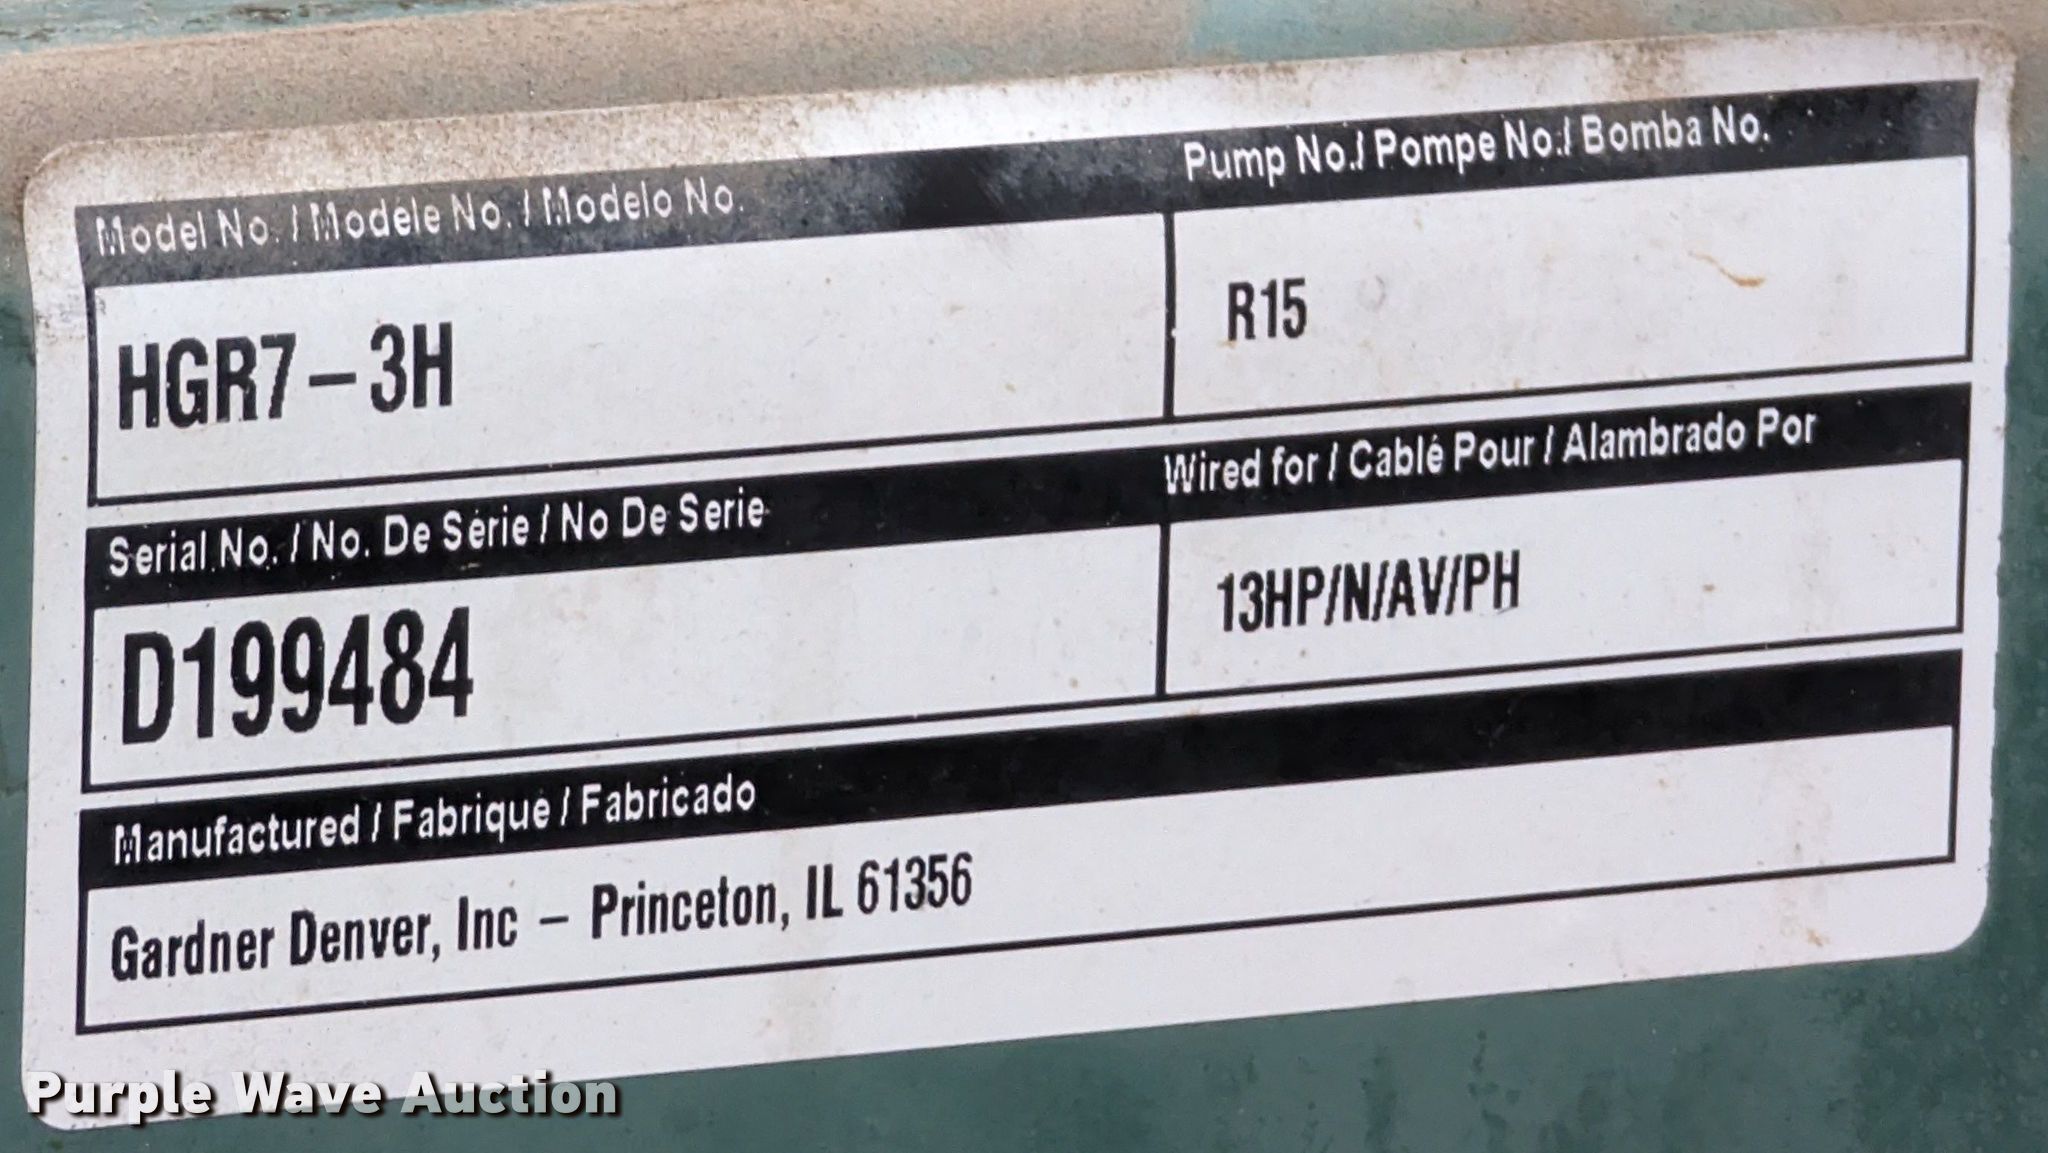 Model No. / Modéle No. / Modelo No.
Pump No./ Pompe No./ Bomba No.
HGR7-3H
R15
Serial No. / No. De Série / No De Serie
Wired for / Cablé Pour / Alambrado Por
D199484
13HP/N/AV/PH
Manufactured / Fabriqué / Fabricado
Gardner Denver, Inc - Princeton, IL 61356
Purple Wave Auction